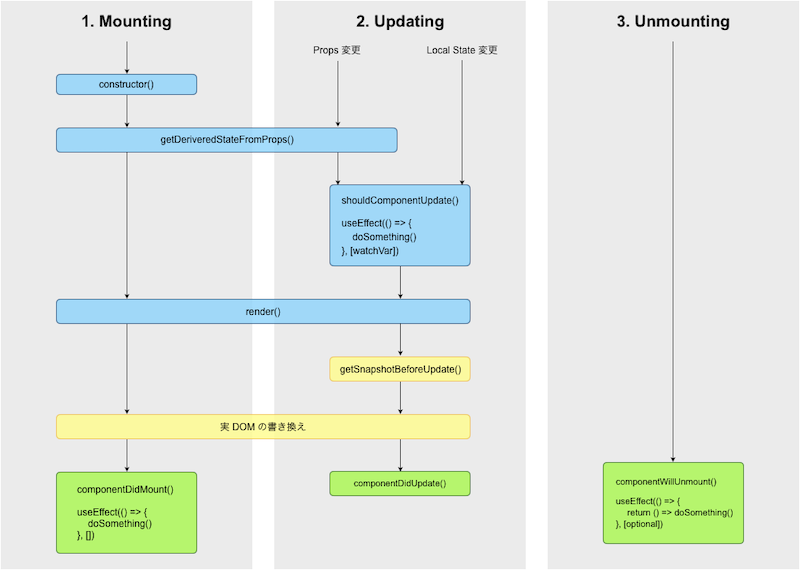 1. Mounting
2. Updating
3. Unmounting
Props 変更
Local State 変更
constructor()
getDeriveredStateFromProps()
shouldComponentUpdate()
useEffect(() => {
doSomething()
}, [watchVar])
render()
getSnapshotBeforeUpdate()
実 DOM の書き換え
componentDidMount()
useEffect(() => {
doSomething()
}, [])
componentDidUpdate()
componentWillUnmount()
useEffect(() => {
return () => doSomething()
}, [optional])